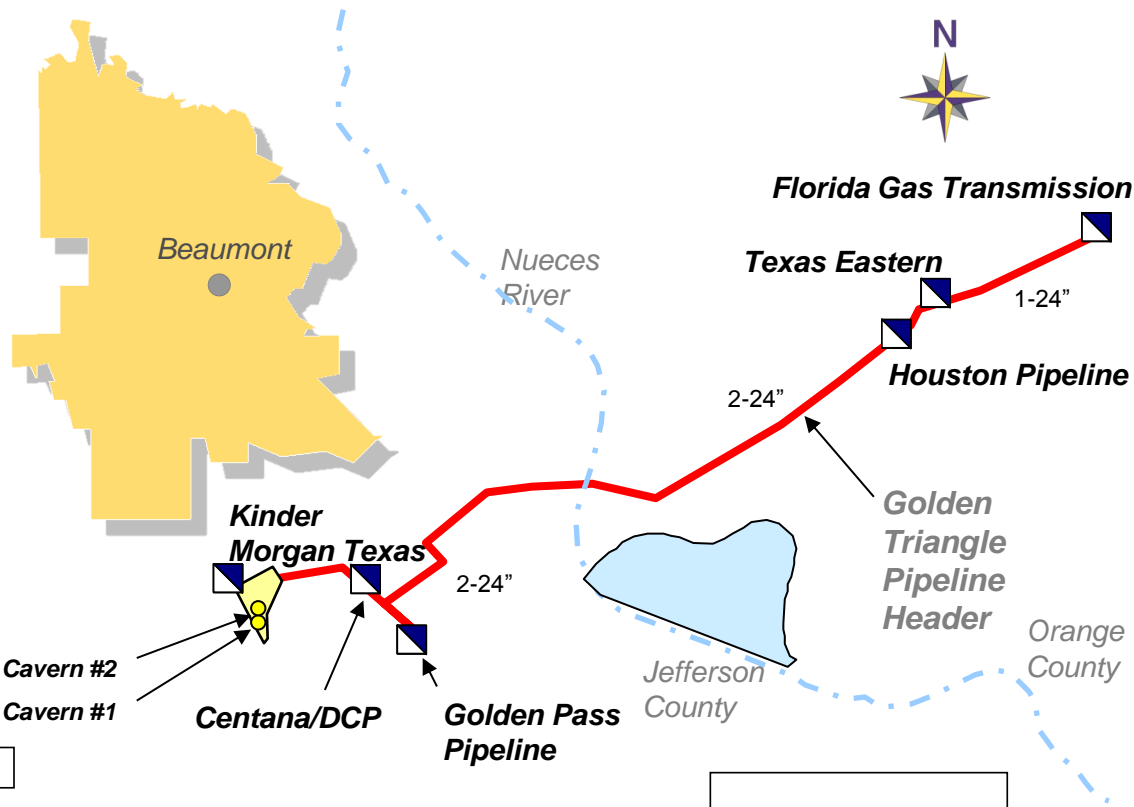 N
Florida Gas Transmission
Beaumont
Nueces
River
Texas Eastern
1-24”
Houston Pipeline
2-24”
Kinder
Morgan Texas
Golden
Triangle
Pipeline
Header
2-24”
Orange
County
Cavern #2
Jefferson
County
Cavern #1
Centana/DCP
Golden Pass
Pipeline